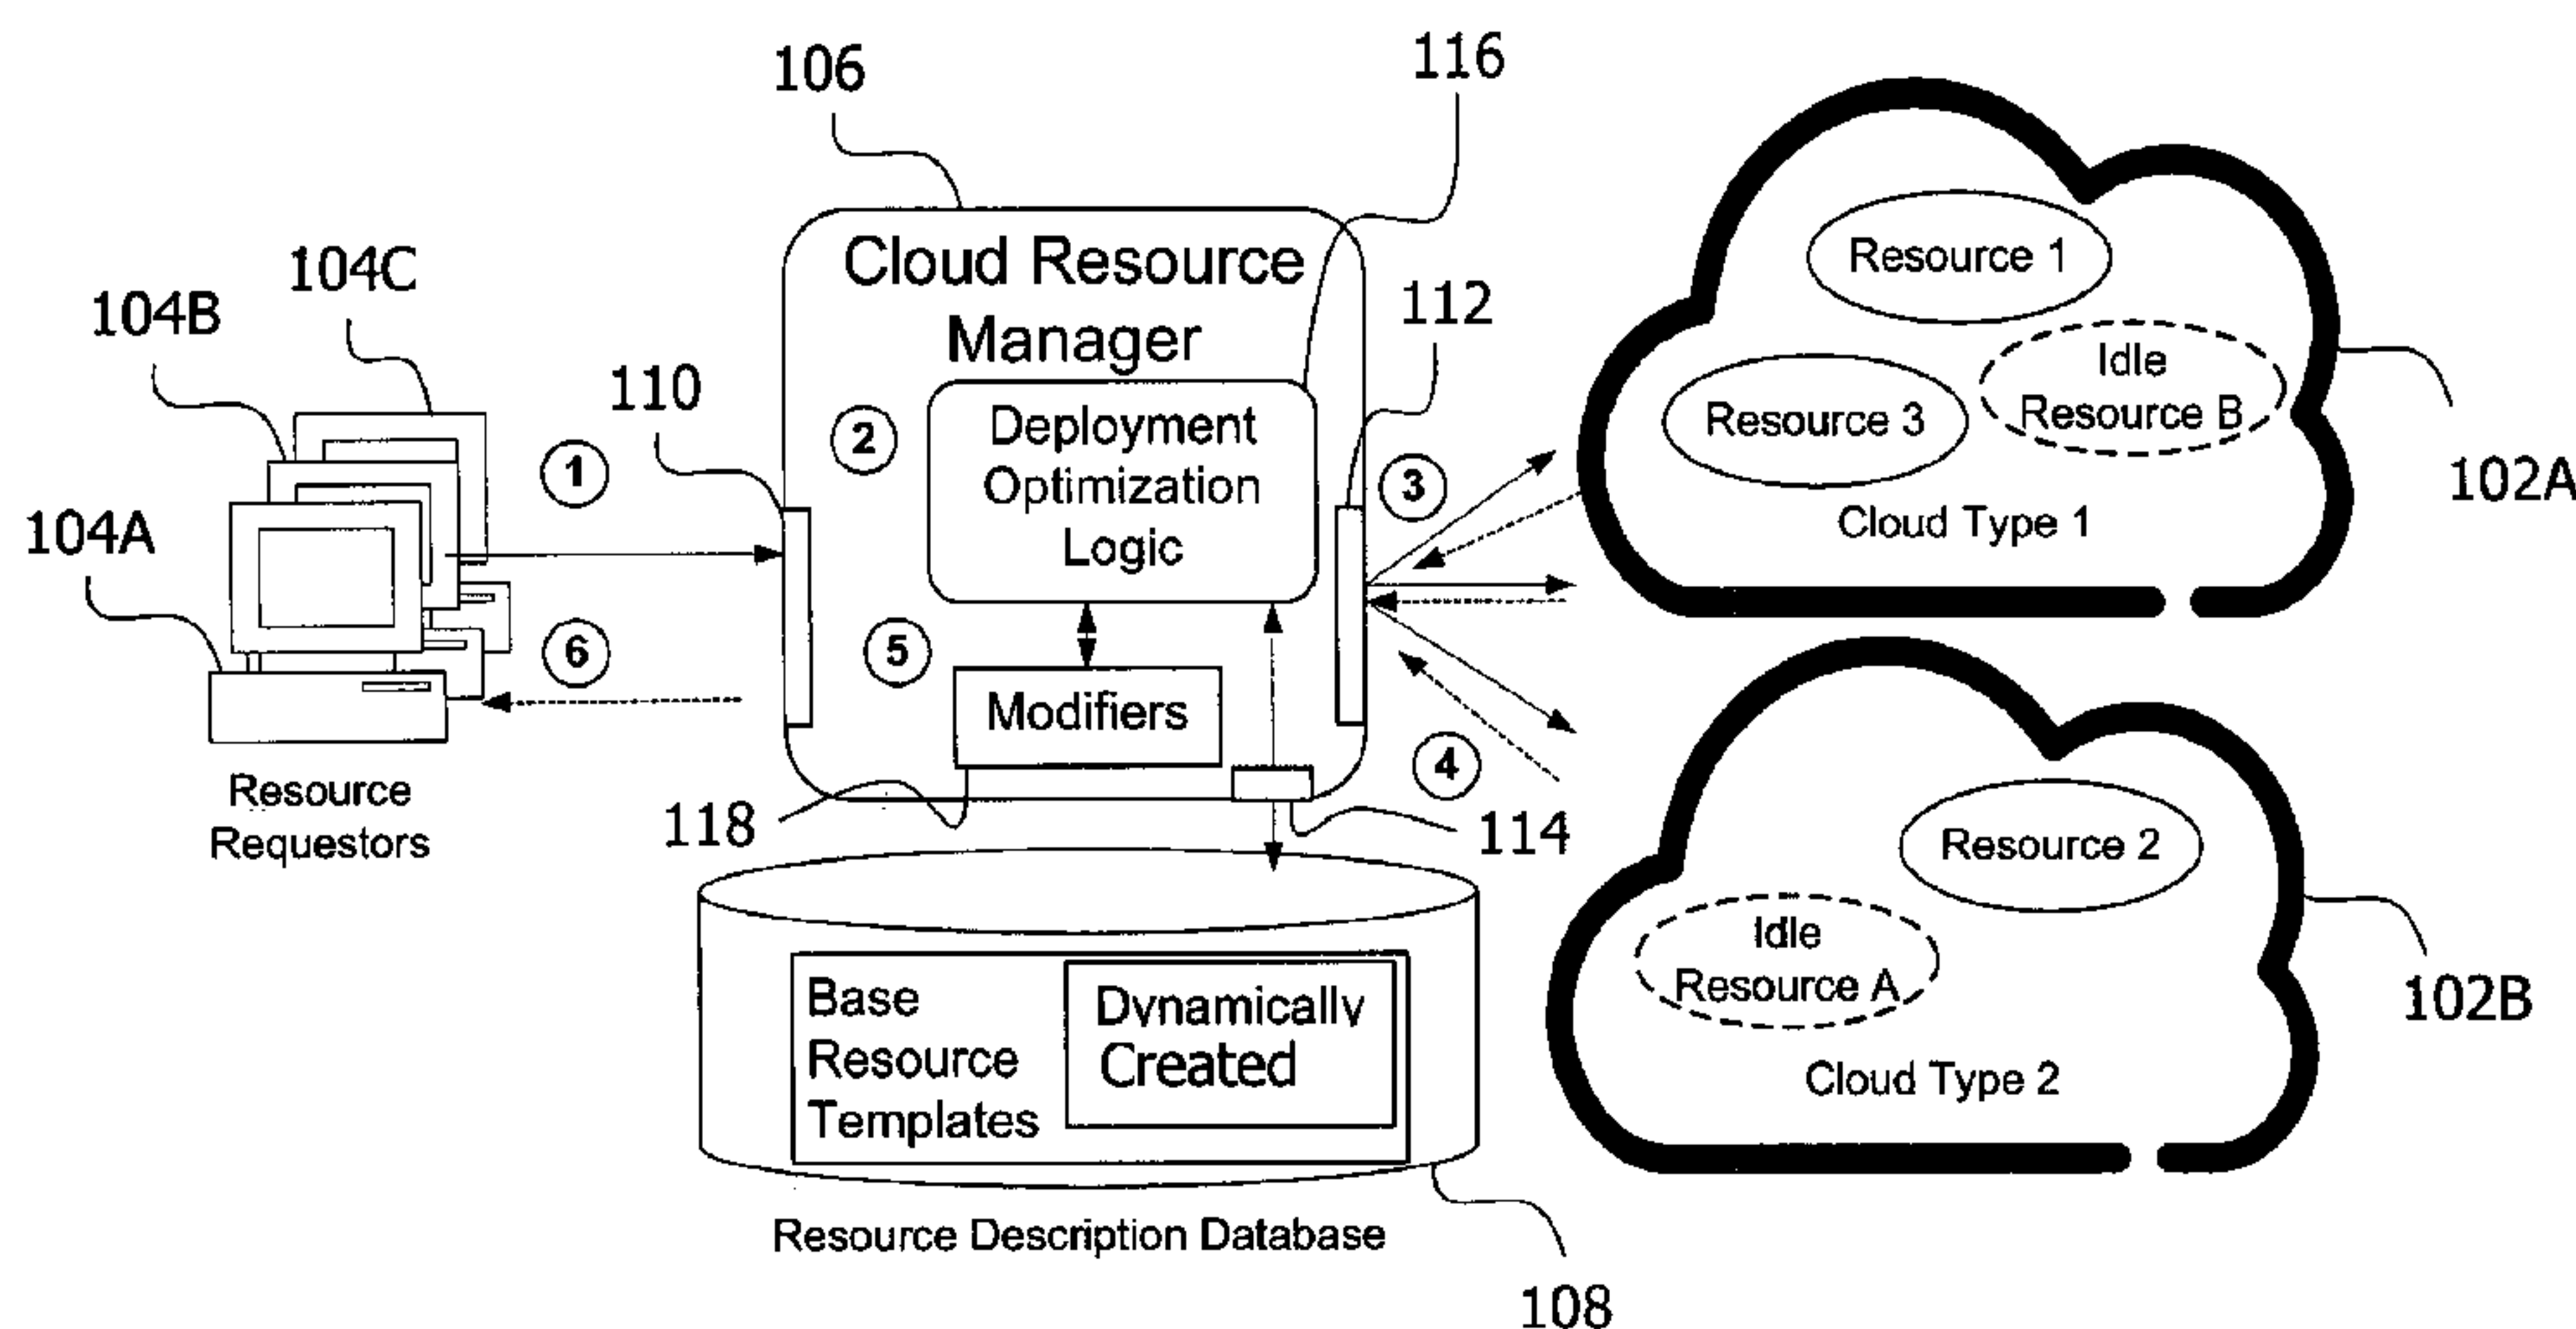 106
116
104C
104B
110
112
104A
Cloud Resource
Manager
Deployment
Optimization
Logic
Modifiers
1
2
3
4
5
6
Resource
Requestors
118
114
Base
Resource
Templates
Dynamically
Created
Resource Description Database
108
Resource 1
Idle
Resource B
Resource 3
Cloud Type 1
102A
Resource 2
Idle
Resource A
Cloud Type 2
102B